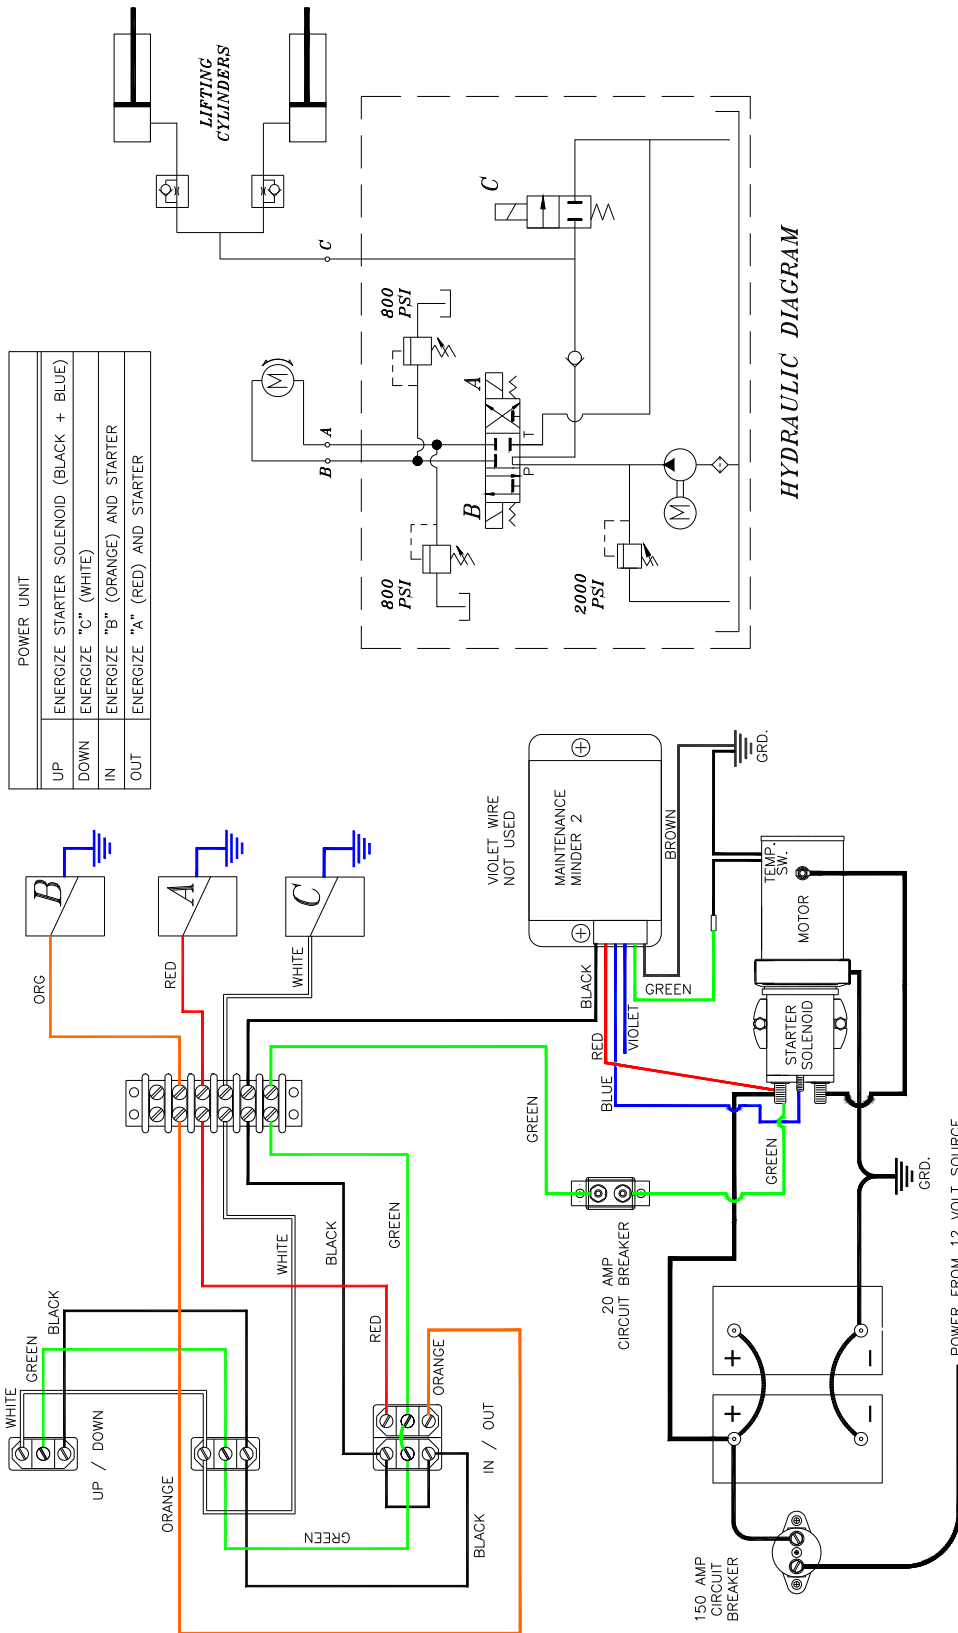 POWER UNIT
UP ENERGIZE STARTER SOLENOID (BLACK + BLUE)
DOWN ENERGIZE "C" (WHITE)
IN ENERGIZE "B" (ORANGE) AND STARTER
OUT ENERGIZE "A" (RED) AND STARTER
LIFTING
CYLINDERS
C
C
B
A
M
800
PSI
800
PSI
B
A
P
T
2000
PSI
M
HYDRAULIC DIAGRAM
B
A
C
ORG
RED
WHITE
VIOLET WIRE
NOT USED
MAINTENANCE
MINDER 2
BROWN
GRD.
BLACK
RED
BLUE
VIOLET
GREEN
TEMP.
SW.
MOTOR
STARTER
SOLENOID
GREEN
GREEN
GRD.
20 AMP
CIRCUIT BREAKER
WHITE
GREEN
BLACK
UP / DOWN
ORANGE
WHITE
BLACK
GREEN
RED
ORANGE
IN / OUT
GREEN
BLACK
+
-
+
-
150 AMP
CIRCUIT
BREAKER
POWER FROM 12 VOLT SOURCE